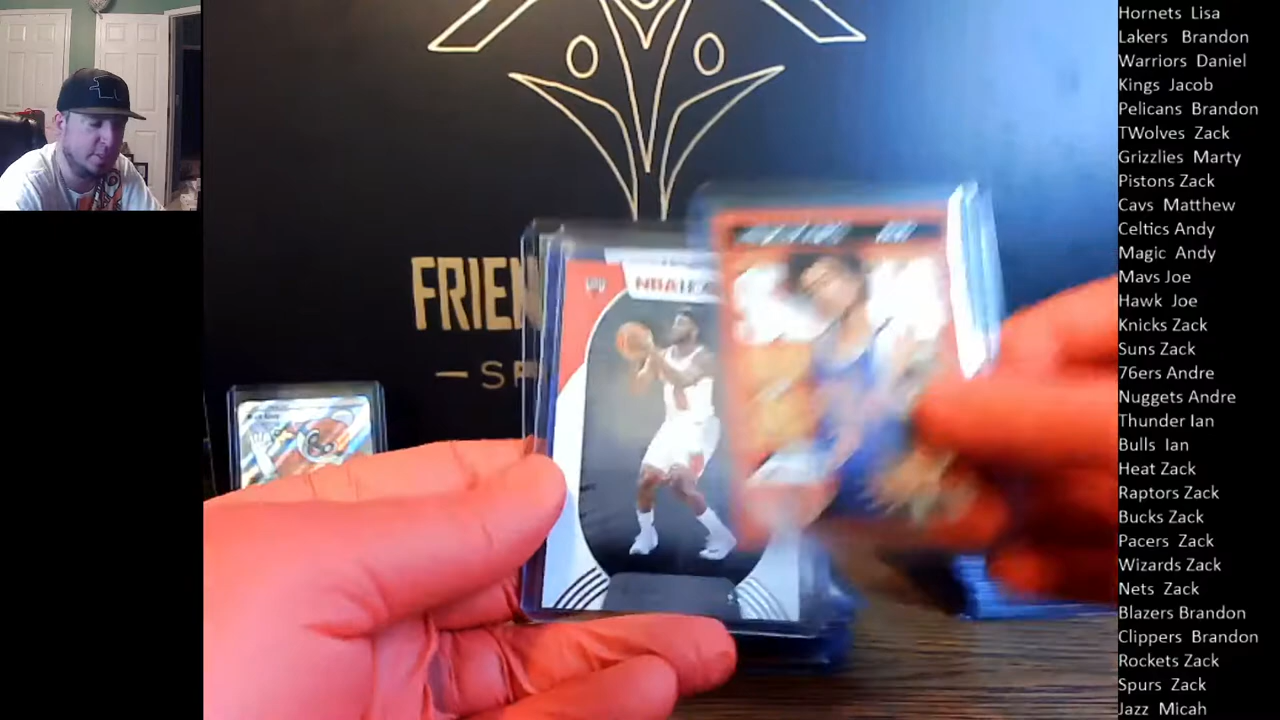 FRIEN
SP
NBA
Hornets Lisa
Lakers Brandon
Warriors Daniel
Kings Jacob
Pelicans Brandon
TWolves Zack
Grizzlies Marty
Pistons Zack
Cavs Matthew
Celtics Andy
Magic Andy
Mavs Joe
Hawk Joe
Knicks Zack
Suns Zack
76ers Andre
Nuggets Andre
Thunder Ian
Bulls Ian
Heat Zack
Raptors Zack
Bucks Zack
Pacers Zack
Wizards Zack
Nets Zack
Blazers Brandon
Clippers Brandon
Rockets Zack
Spurs Zack
Jazz Micah